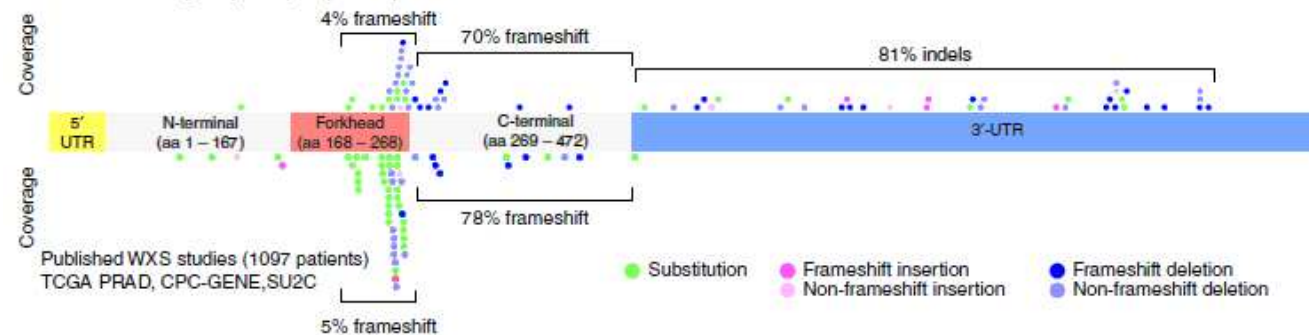 4% frameshift
70% frameshift
81% indels
Coverage
5′ UTR
N-terminal (aa 1 – 167)
Forkhead (aa 168 – 268)
C-terminal (aa 269 – 472)
3′-UTR
Coverage
78% frameshift
Published WXS studies (1097 patients)
TCGA PRAD, CPC-GENE,SU2C
5% frameshift
Substitution
Frameshift insertion
Non-frameshift insertion
Frameshift deletion
Non-frameshift deletion